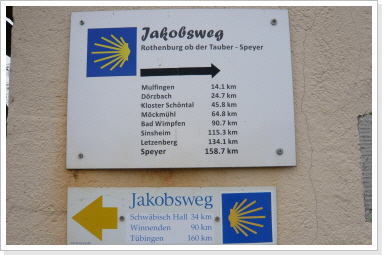 Jakobsweg
Rothenburg ob der Tauber - Speyer
Mulfingen 14.1 km
Dörzbach 24.7 km
Kloster Schöntal 45.8 km
Möckmühl 64.8 km
Bad Wimpfen 90.7 km
Sinsheim 115.3 km
Letzenberg 134.1 km
Speyer 158.7 km
Jakobsweg
Schwäbisch Hall 34 km
Winnenden 90 km
Tübingen 160 km